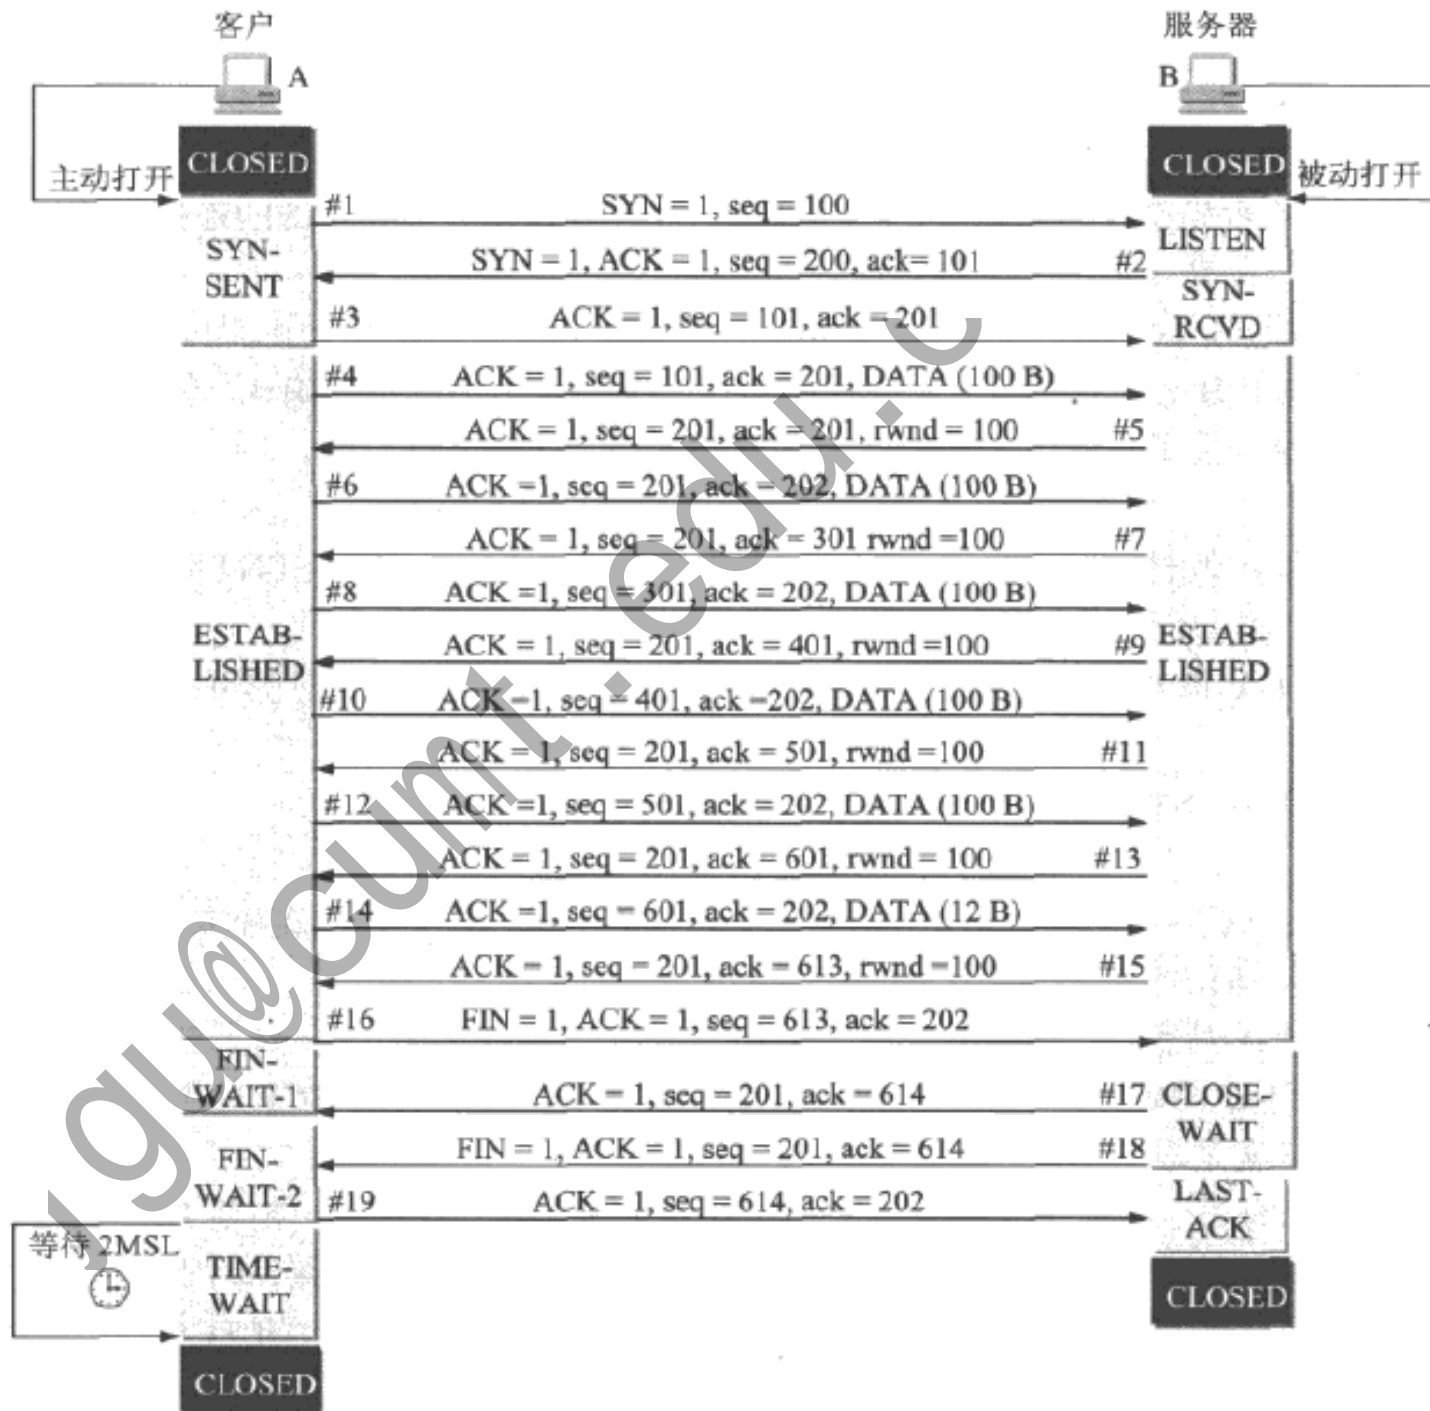 客户
服务器
A
B
CLOSED
CLOSED
主动打开
被动打开
#1 SYN = 1, seq = 100
LISTEN
SYN-
SENT
SYN = 1, ACK = 1, seq = 200, ack= 101 #2
SYN-
RCVD
#3 ACK = 1, seq = 101, ack = 201
#4 ACK = 1, seq = 101, ack = 201, DATA (100 B)
ACK = 1, seq = 201, ack = 201, rwnd = 100 #5
#6 ACK =1, seq = 201, ack = 202, DATA (100 B)
ACK = 1, seq = 201, ack = 301 rwnd =100 #7
#8 ACK =1, seq = 301, ack = 202, DATA (100 B)
ESTAB-
LISHED
ACK = 1, seq = 201, ack = 401, rwnd =100 #9
ESTAB-
LISHED
#10 ACK =1, seq = 401, ack =202, DATA (100 B)
ACK = 1, seq = 201, ack = 501, rwnd =100 #11
#12 ACK =1, seq = 501, ack = 202, DATA (100 B)
ACK = 1, seq = 201, ack = 601, rwnd = 100 #13
#14 ACK =1, seq = 601, ack = 202, DATA (12 B)
ACK = 1, seq = 201, ack = 613, rwnd =100 #15
#16 FIN = 1, ACK = 1, seq = 613, ack = 202
FIN-
WAIT-1
ACK = 1, seq = 201, ack = 614 #17
CLOSE-
WAIT
FIN = 1, ACK = 1, seq = 201, ack = 614 #18
FIN-
WAIT-2
#19 ACK = 1, seq = 614, ack = 202
LAST-
ACK
等待 2MSL
TIME-
WAIT
CLOSED
CLOSED
gu@cumt.edu.c